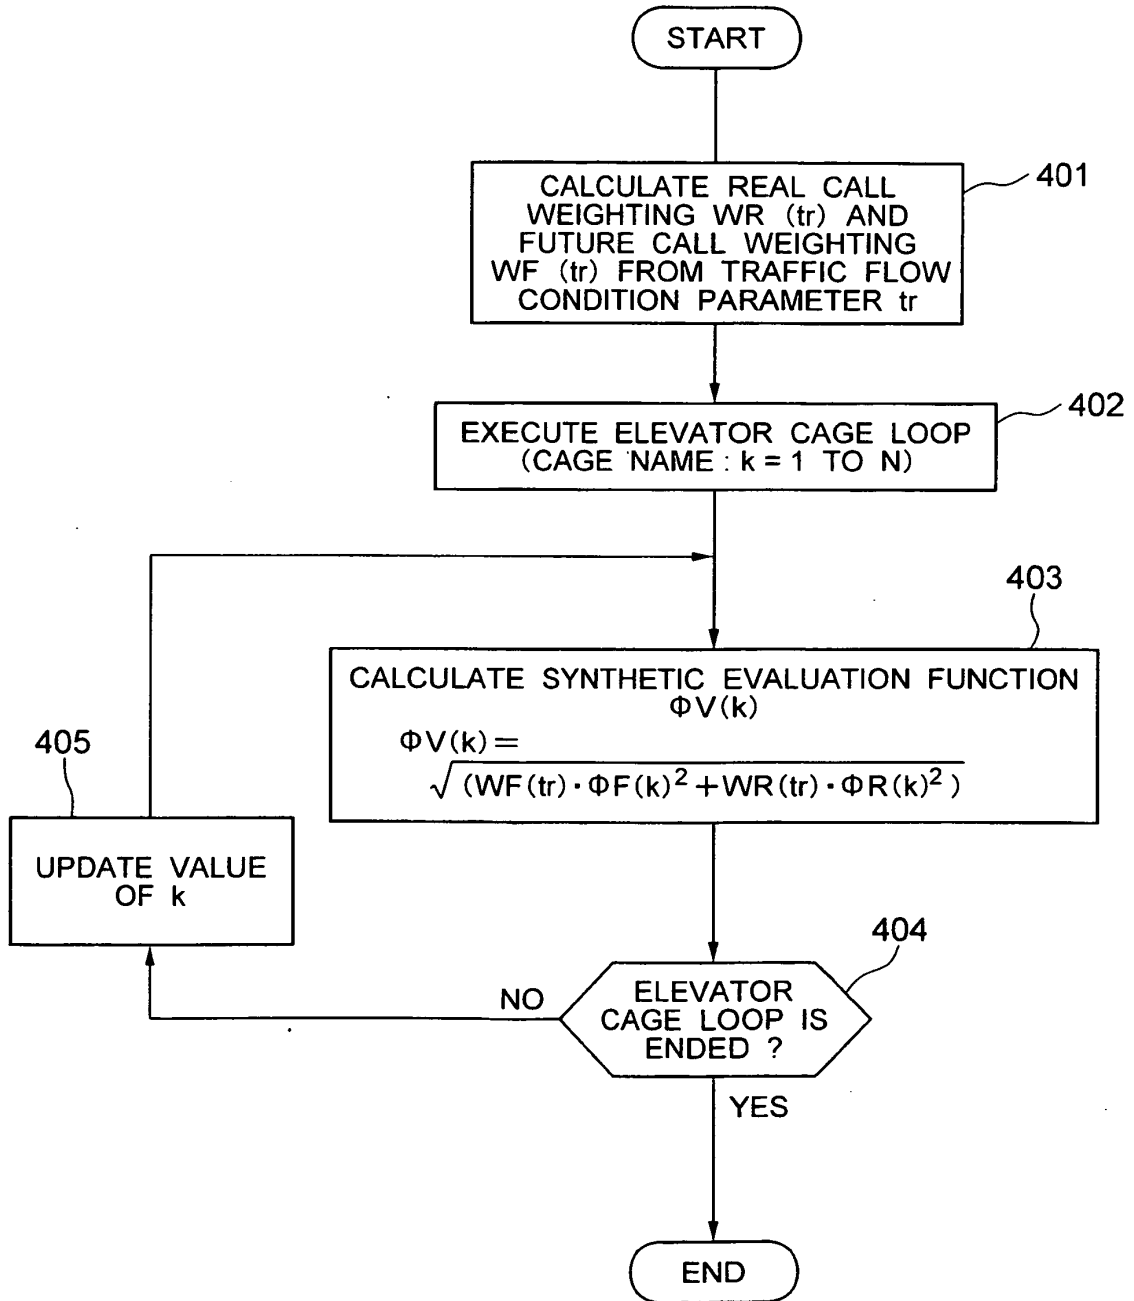 START
401
CALCULATE REAL CALL
WEIGHTING WR (tr) AND
FUTURE CALL WEIGHTING
WF (tr) FROM TRAFFIC FLOW
CONDITION PARAMETER tr
402
EXECUTE ELEVATOR CAGE LOOP
(CAGE NAME : k = 1 TO N)
403
CALCULATE SYNTHETIC EVALUATION FUNCTION
ΦV(k)
ΦV(k) =
√(WF(tr)・ΦF(k)² + WR(tr)・ΦR(k)²)
405
UPDATE VALUE
OF k
404
ELEVATOR
CAGE LOOP IS
ENDED ?
NO
YES
END